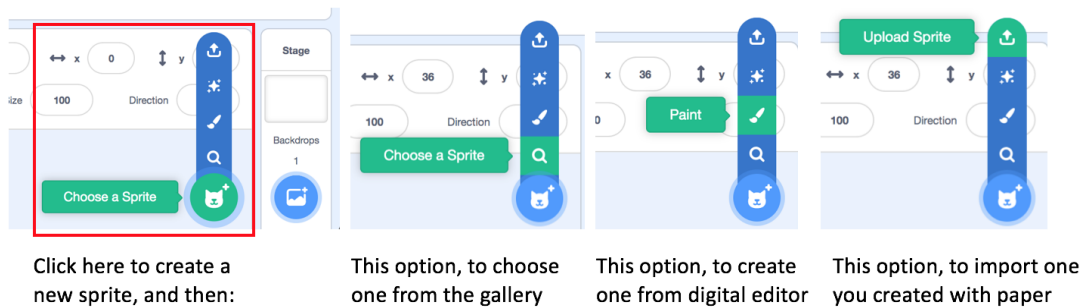 x 0 y
Size 100 Direction
Choose a Sprite
Stage
Backdrops
1
Click here to create a
new sprite, and then:
x 36 y
100 Direction
Choose a Sprite
This option, to choose
one from the gallery
x 36 y
0 Direction
Paint
This option, to create
one from digital editor
Upload Sprite
x 36 y
100 Direction
This option, to import one
you created with paper